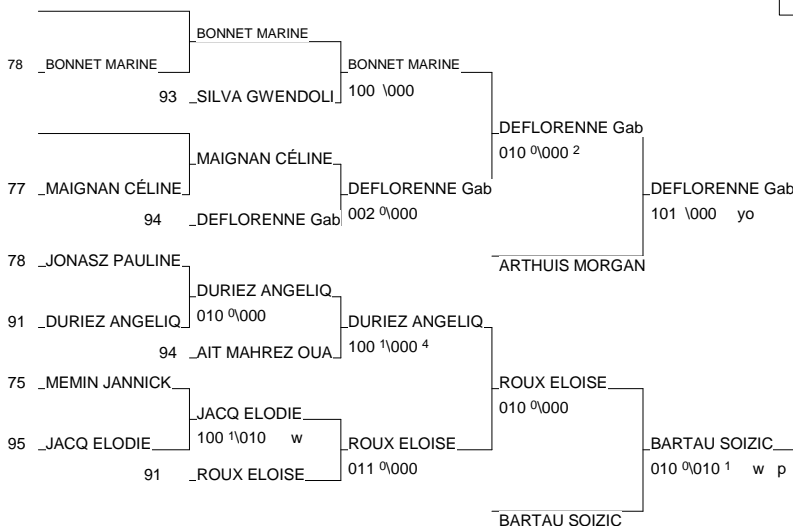 BONNET MARINE
78 BONNET MARINE
BONNET MARINE
93 SILVA GWENDOLI
100 \000
DEFLORENNE Gab
010 0\000 2
MAIGNAN CÉLINE
77 MAIGNAN CÉLINE
DEFLORENNE Gab
DEFLORENNE Gab
94 DEFLORENNE Gab
002 0\000
101 \000 yo
78 JONASZ PAULINE
ARTHUIS MORGAN
DURIEZ ANGELIQ
010 0\000
91 DURIEZ ANGELIQ
DURIEZ ANGELIQ
94 AIT MAHREZ OUA
100 1\000 4
75 MEMIN JANNICK
ROUX ELOISE
010 0\000
JACQ ELODIE
100 1\010 w
95 JACQ ELODIE
ROUX ELOISE
BARTAU SOIZIC
91 ROUX ELOISE
011 0\000
010 0\010 1 w p
BARTAU SOIZIC